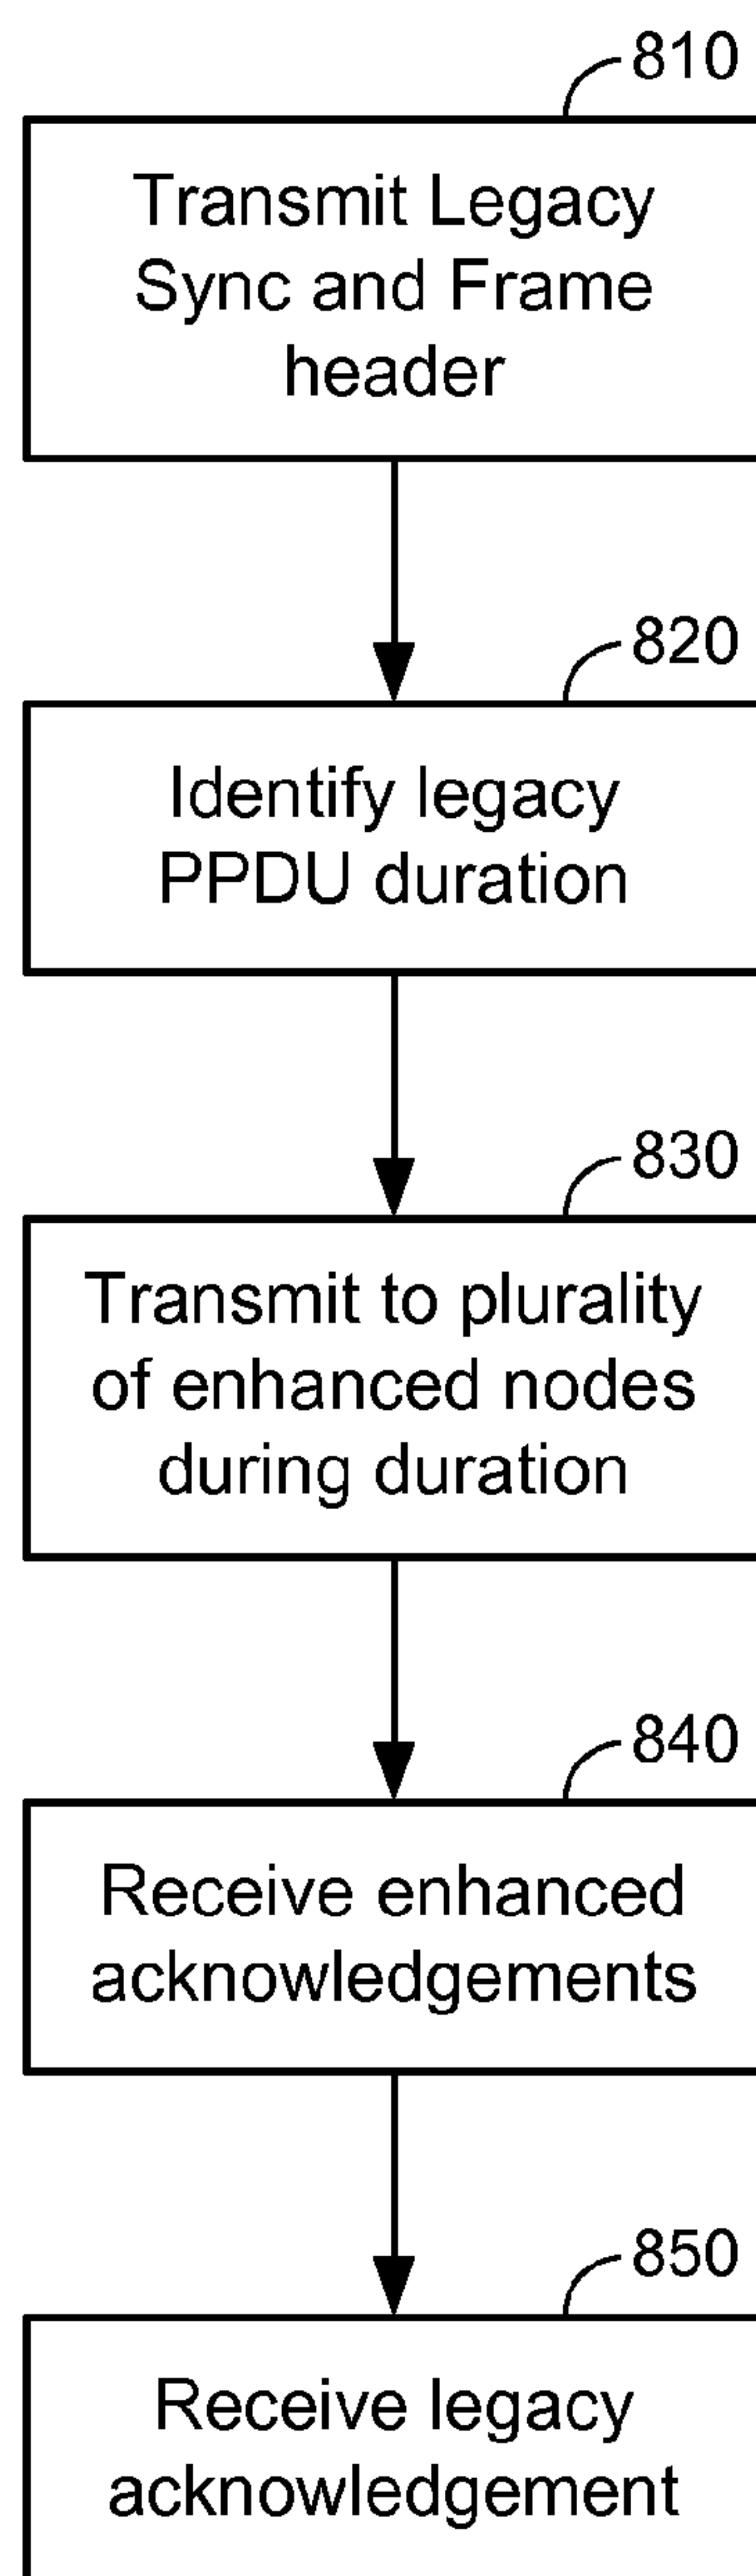 810
Transmit Legacy
Sync and Frame
header
820
Identify legacy
PPDU duration
830
Transmit to plurality
of enhanced nodes
during duration
840
Receive enhanced
acknowledgements
850
Receive legacy
acknowledgement